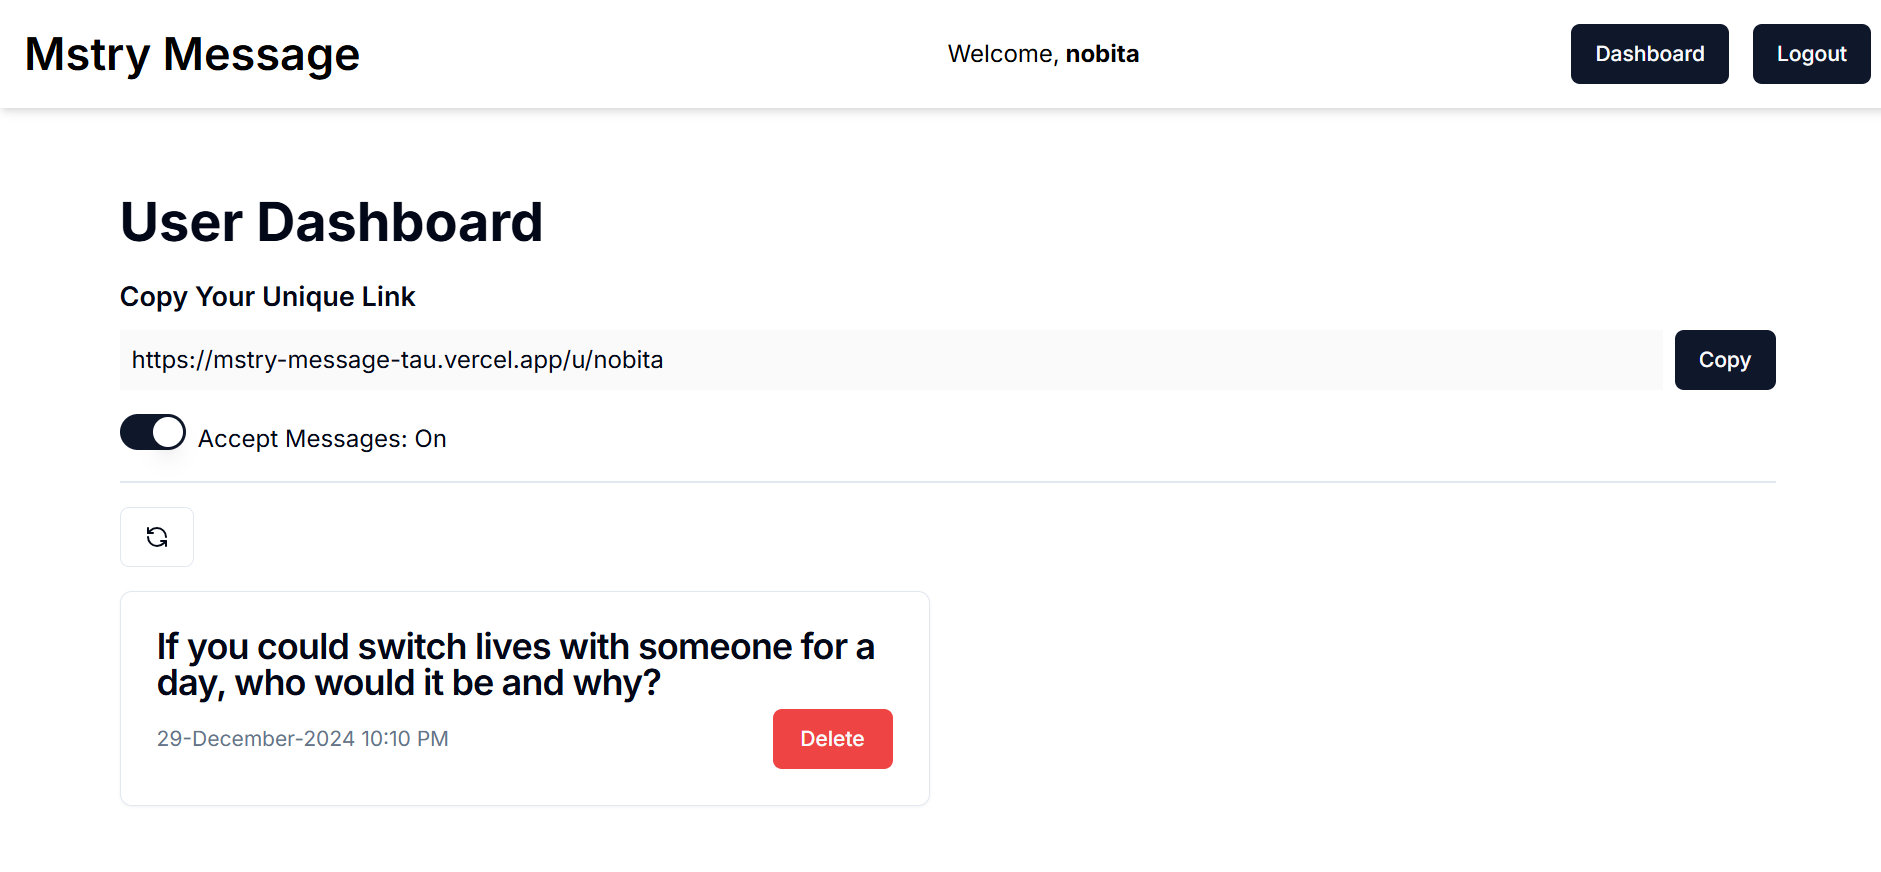 Mstry Message
Welcome, nobita
Dashboard
Logout
User Dashboard
Copy Your Unique Link
https://mstry-message-tau.vercel.app/u/nobita
Copy
Accept Messages: On
If you could switch lives with someone for a
day, who would it be and why?
29-December-2024 10:10 PM
Delete